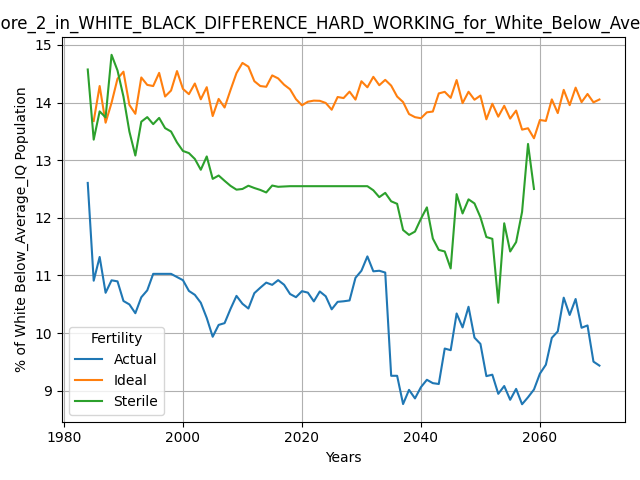 ore_2_in_WHITE_BLACK_DIFFERENCE_HARD_WORKING_for_White_Below_Ave
% of White Below_Average_IQ Population
15
14
13
12
11
10
9
Fertility
Actual
Ideal
Sterile
1980
2000
2020
2040
2060
Years